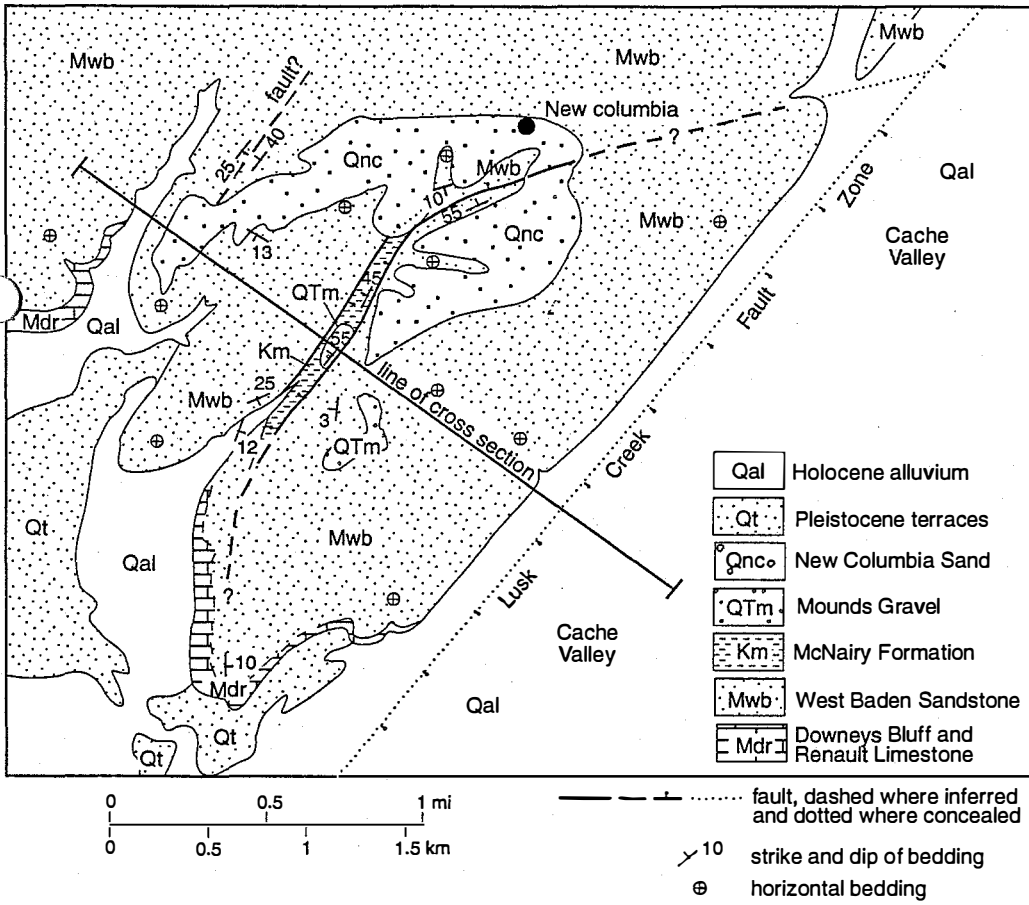 Mwb
fault?
25
40
Mwb
Mwb
New columbia
?
Qnc
Mwb
10
55
Qnc
Mwb
Zone
Qal
Cache
Valley
13
45
QTm
Mdr
Qal
Km
55
Fault
25
Mwb
line of cross section
3
QTm
12
Creek
Qt
Qal
Mwb
?
Lusk
10
Mdr
Cache
Valley
Qal
Qt
Qt
Qal Holocene alluvium
Qt Pleistocene terraces
Qnc New Columbia Sand
QTm Mounds Gravel
Km McNairy Formation
Mwb West Baden Sandstone
Mdr Downeys Bluff and
Renault Limestone
0 0.5 1 mi
0 0.5 1 1.5 km
fault, dashed where inferred
and dotted where concealed
10 strike and dip of bedding
horizontal bedding